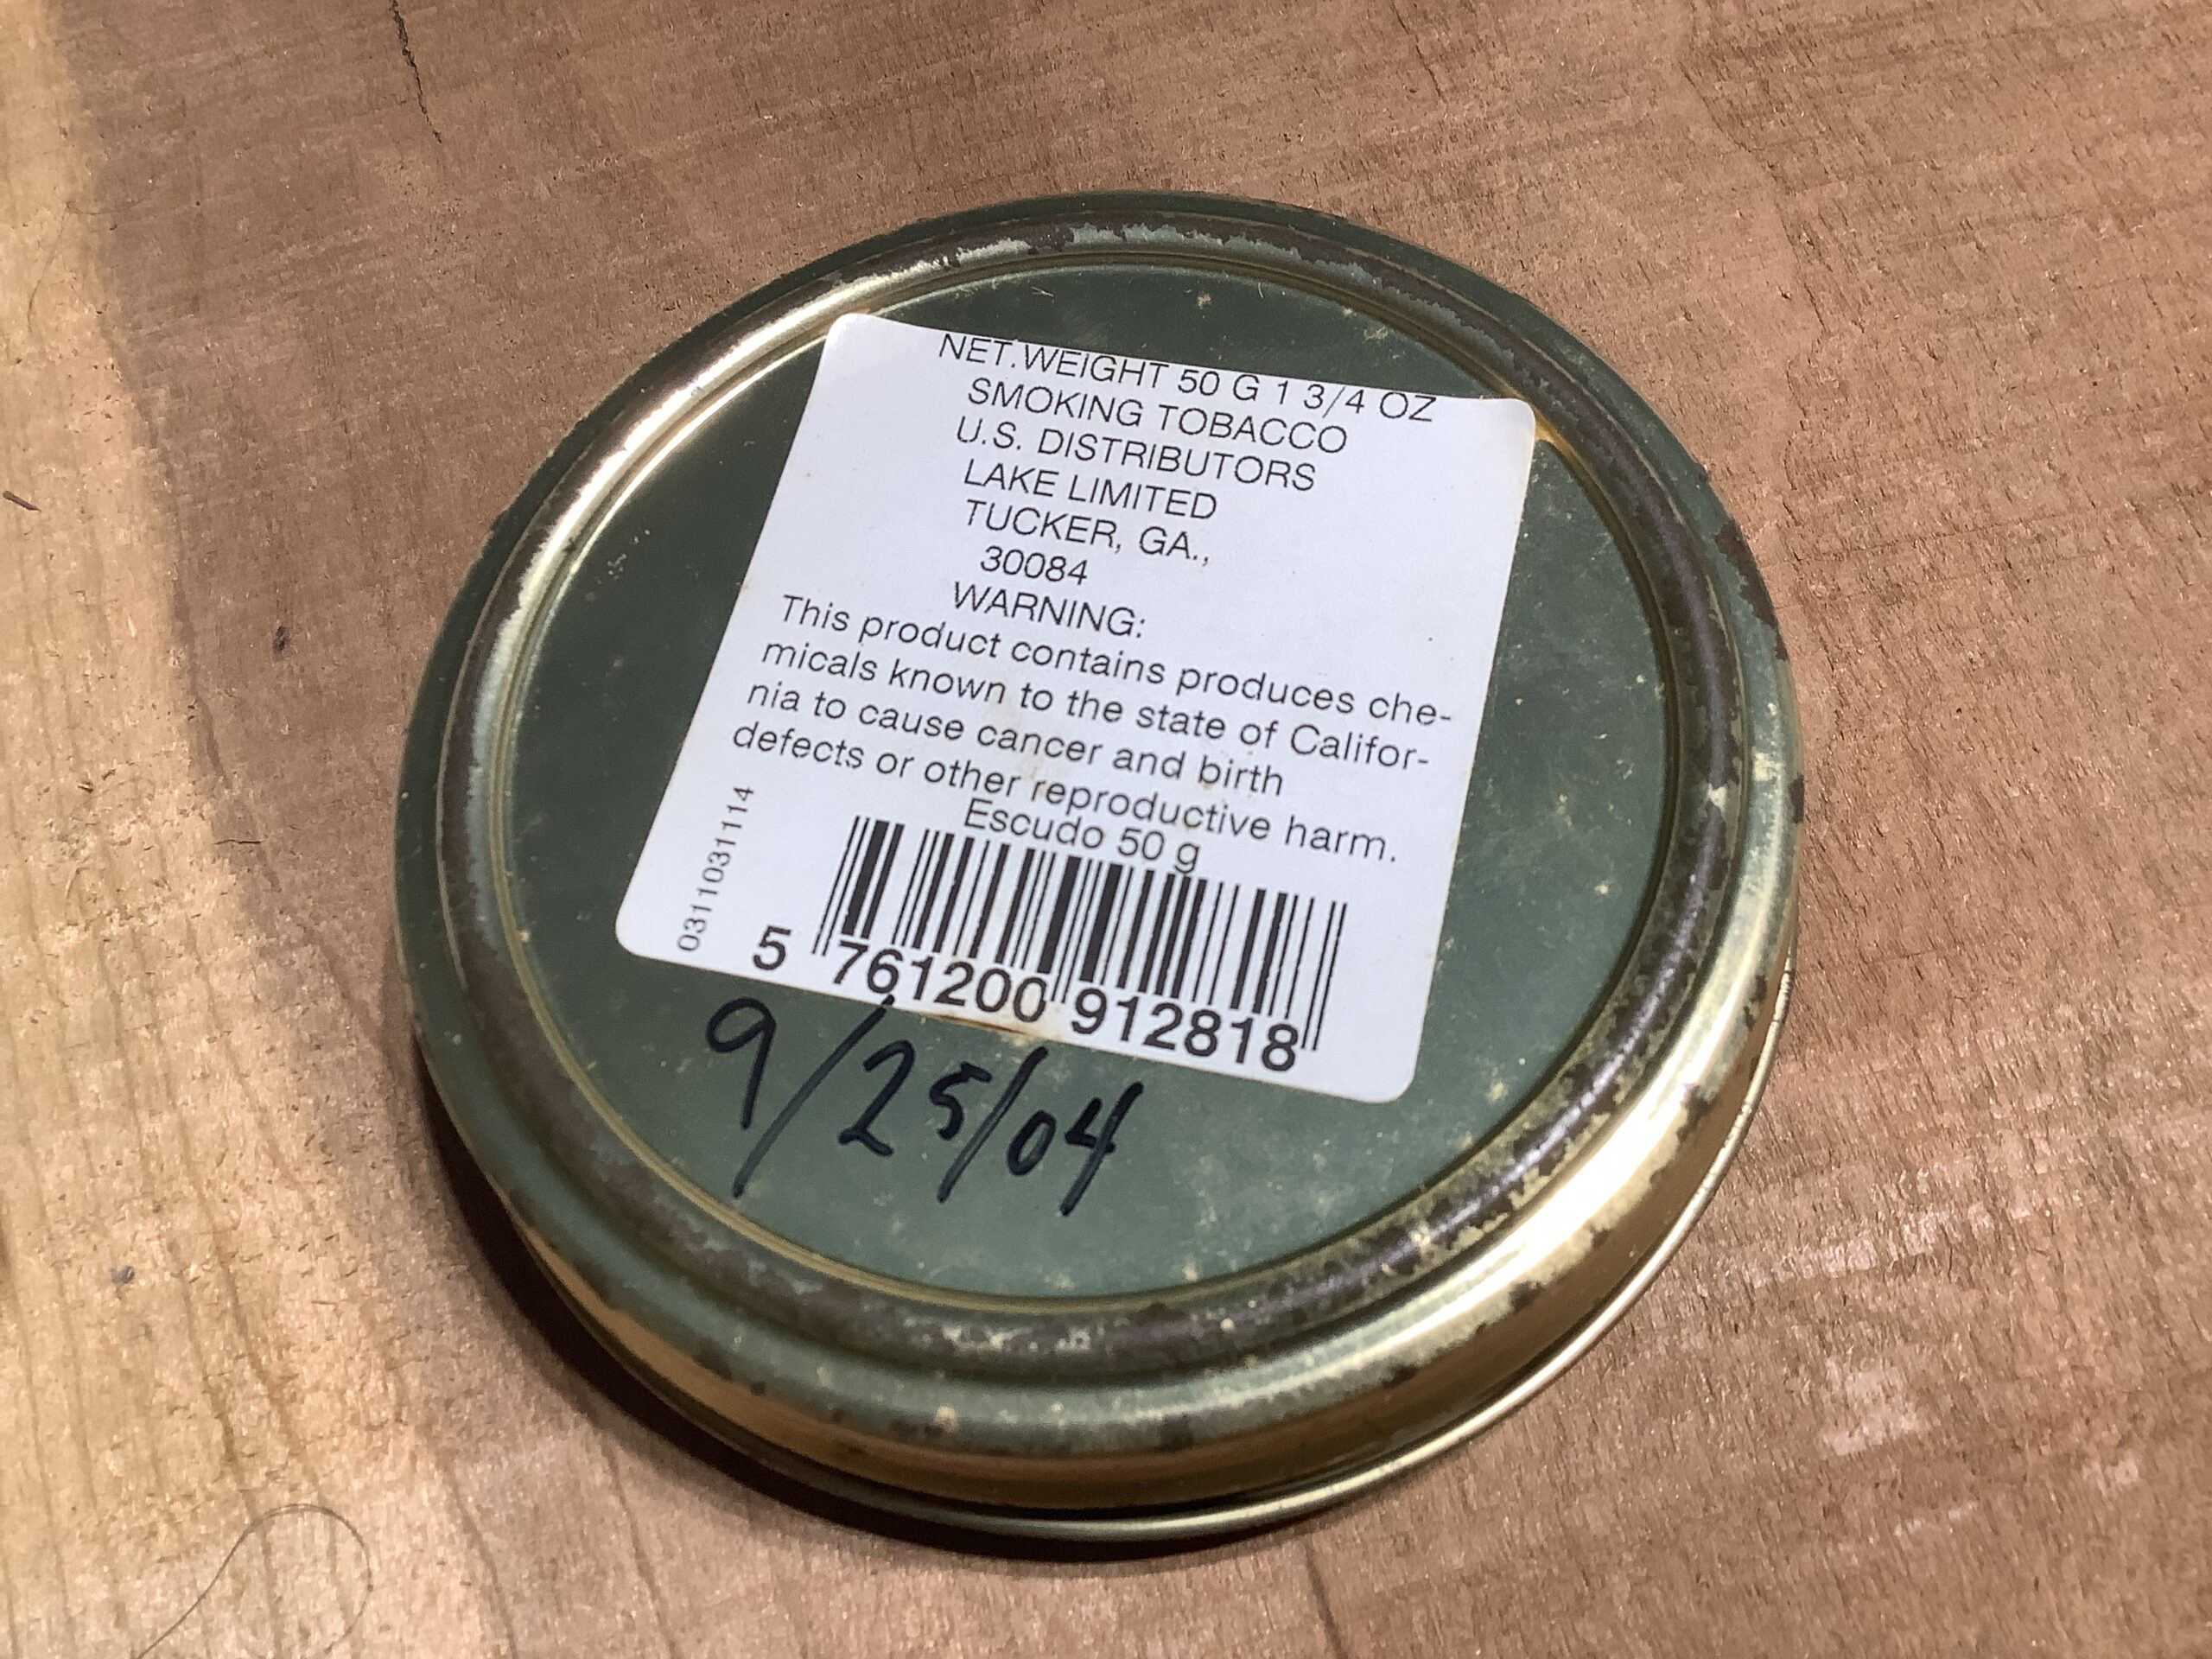 NET.WEIGHT 50 G 1 3/4 OZ
SMOKING TOBACCO
U.S. DISTRIBUTORS
LAKE LIMITED
TUCKER, GA.,
30084
WARNING:
This product contains produces che-
micals known to the state of Califor-
nia to cause cancer and birth
defects or other reproductive harm.
Escudo 50 g
0311031114
5 761200 912818
9/25/04